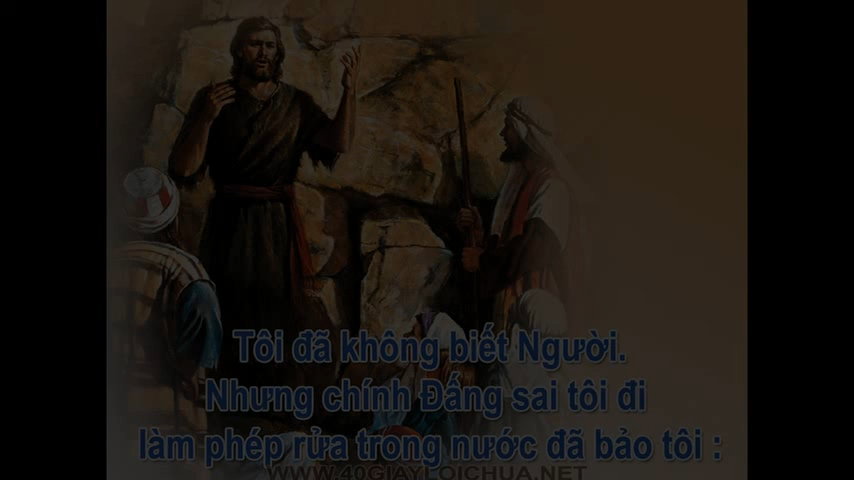 Tôi đã không biết Người.
Nhưng chính Đấng sai tôi đi
làm phép rửa trong nước đã bảo tôi :
WWW.40GIAYLOICHUA.NET